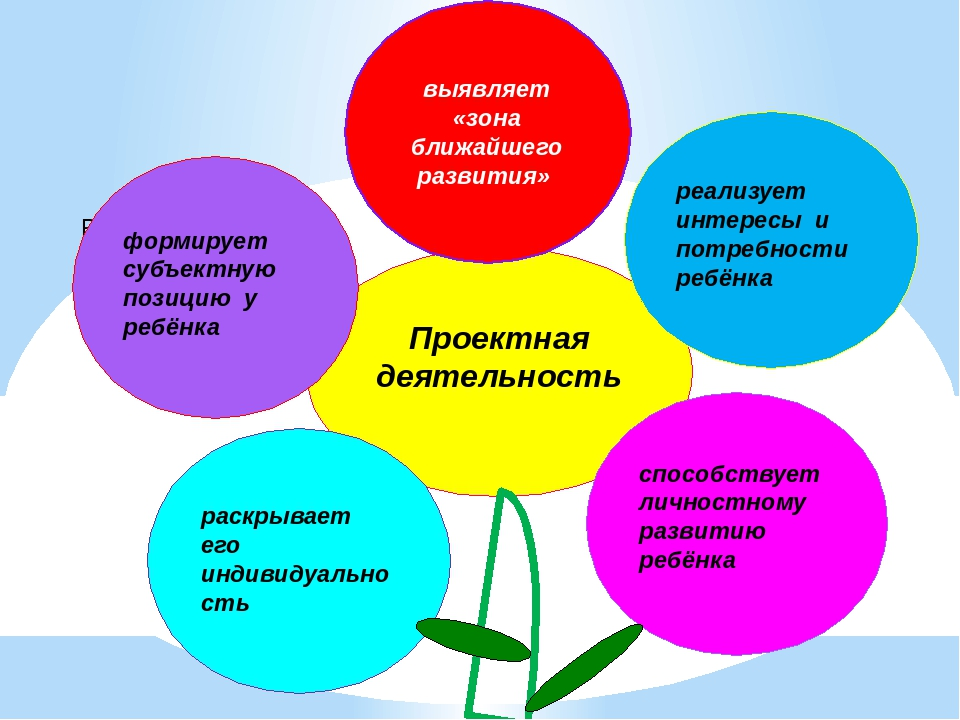 выявляет
«зона
ближайшего
развития»
реализует
интересы и
потребности
ребёнка
формирует
субъектную
позицию у
ребёнка
Проектная
деятельность
способствует
личностному
развитию
ребёнка
раскрывает
его
индивидуально
сть